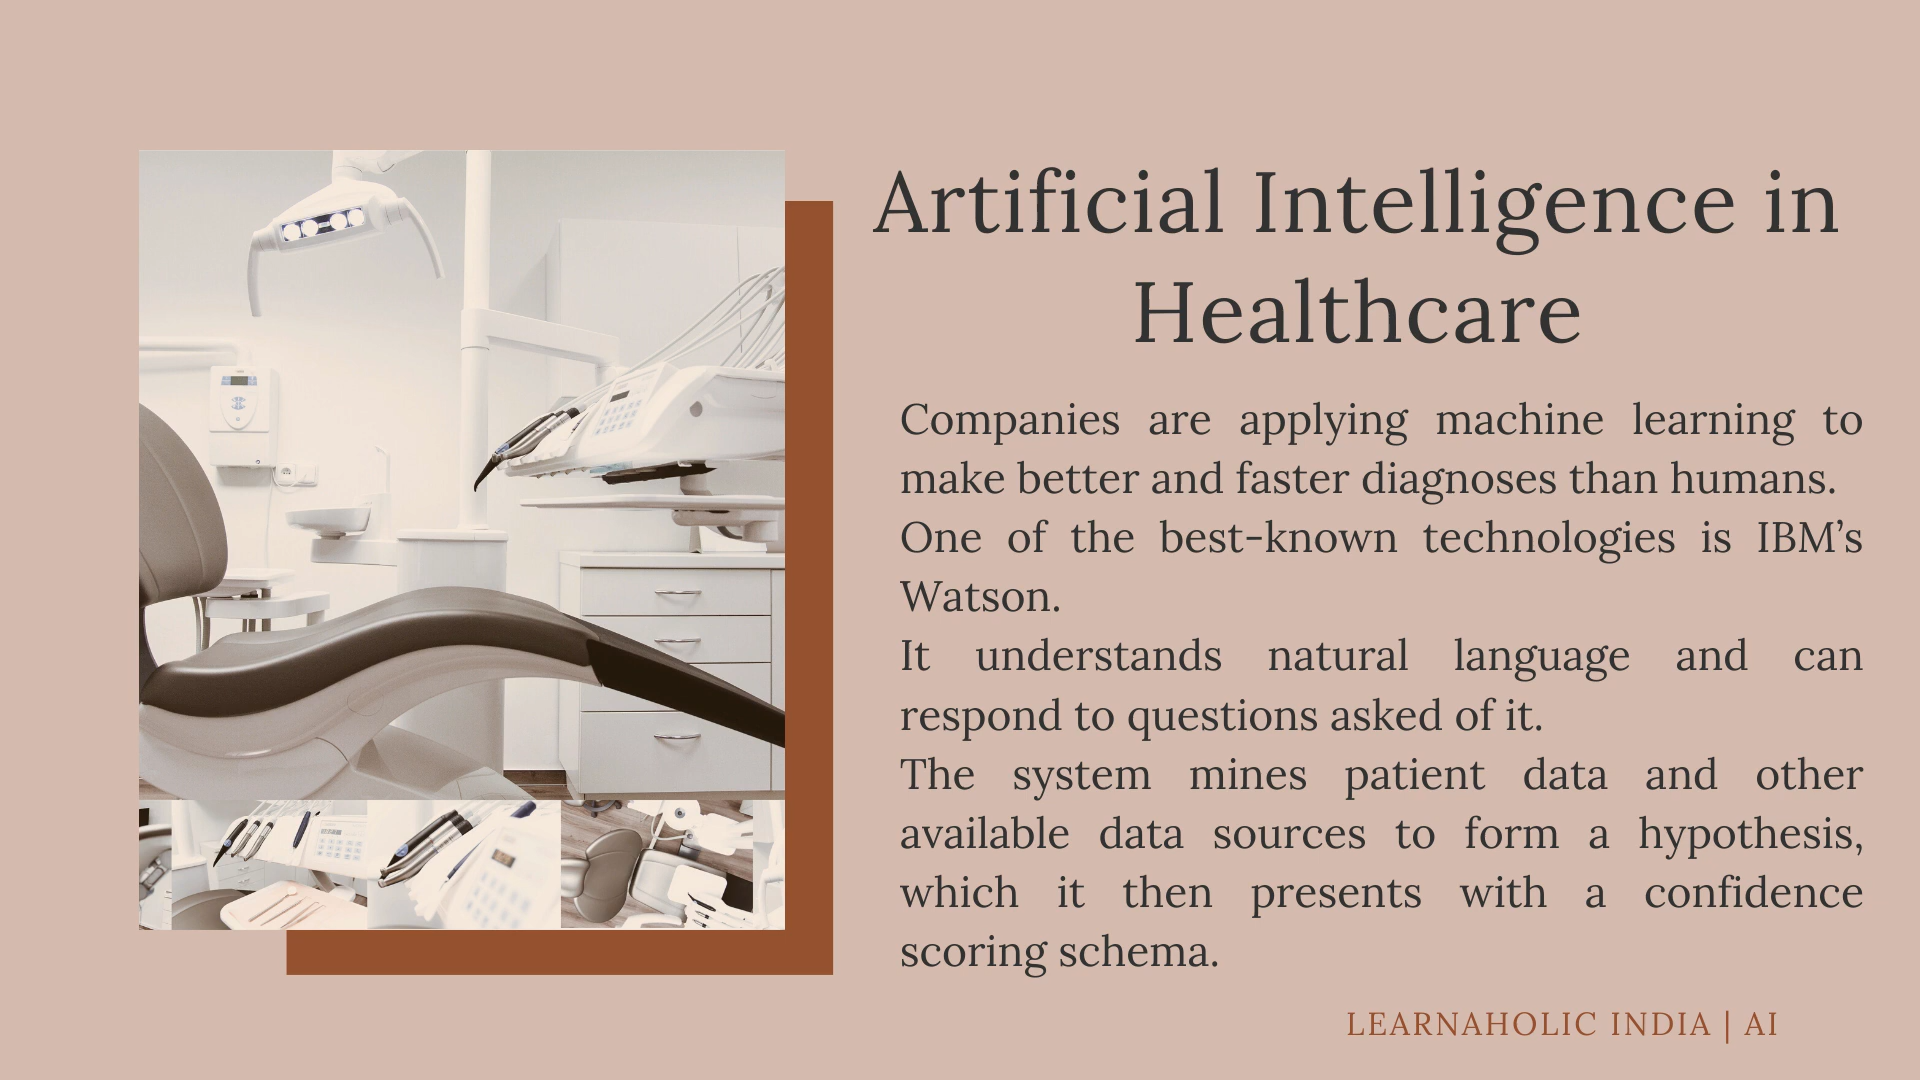 Artificial Intelligence in
Healthcare
Companies are applying machine learning to
make better and faster diagnoses than humans.
One of the best-known technologies is IBM’s
Watson.
It understands natural language and can
respond to questions asked of it.
The system mines patient data and other
available data sources to form a hypothesis,
which it then presents with a confidence
scoring schema.
LEARNAHOLIC INDIA | AI